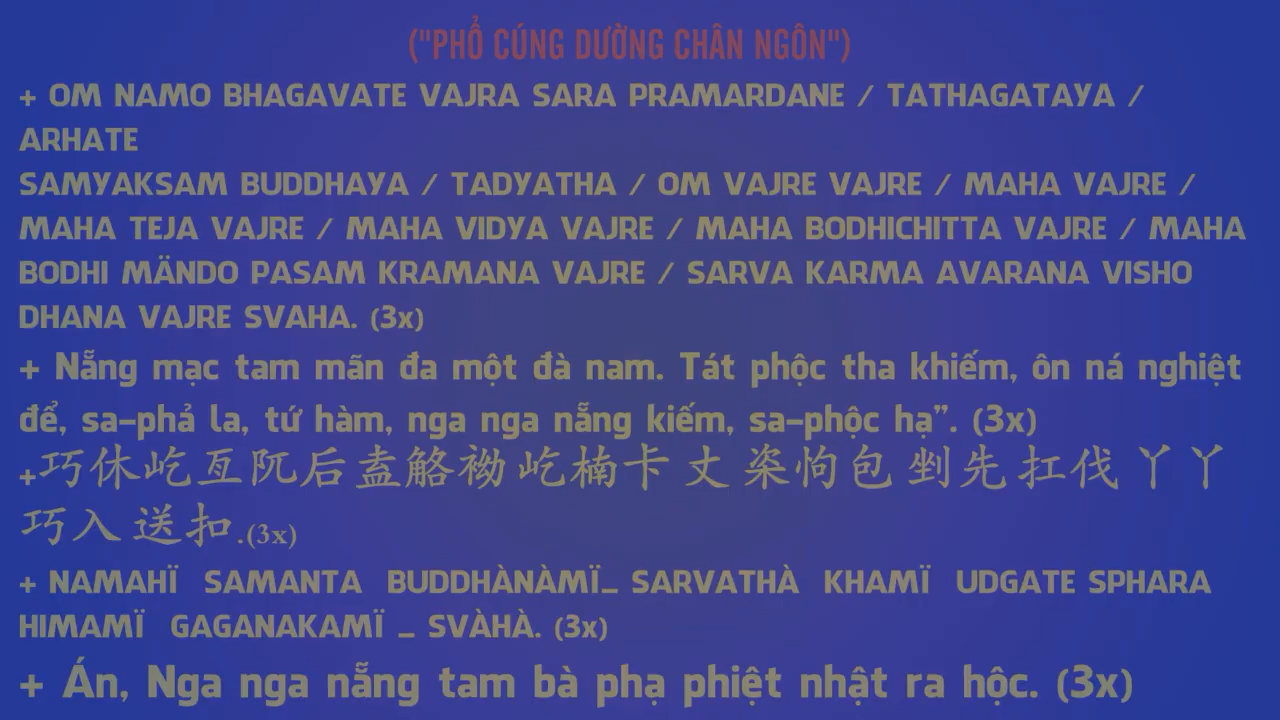 ("PHỔ CÚNG DƯỜNG CHÂN NGÔN")
+ OM NAMO BHAGAVATE VAJRA SARA PRAMARDANE / TATHAGATAYA /
ARHATE
SAMYAKSAM BUDDHAYA / TADYATHA / OM VAJRE VAJRE / MAHA VAJRE /
MAHA TEJA VAJRE / MAHA VIDYA VAJRE / MAHA BODHICHITTA VAJRE / MAHA
BODHI MÄNDO PASAM KRAMANA VAJRE / SARVA KARMA AVARANA VISHO
DHANA VAJRE SVAHA. (3x)
+ Nẵng mạc tam mãn đa một đà nam. Tát phộc tha khiếm, ôn ná nghiệt
để, sa-phả la, tứ hàm, nga nga nẵng kiếm, sa-phộc hạ”. (3x)
+巧休屹亙阢后盍觡袎屹楠卡丈桼怐包剉先扛伐丫丫
巧入送扣.(3x)
+ NAMAHÏ SAMANTA BUDDHÀNÀMÏ_ SARVATHÀ KHAMÏ UDGATE SPHARA
HIMAMÏ GAGANAKAMÏ _ SVÀHÀ. (3x)
+ Án, Nga nga nẵng tam bà phạ phiệt nhật ra hộc. (3x)